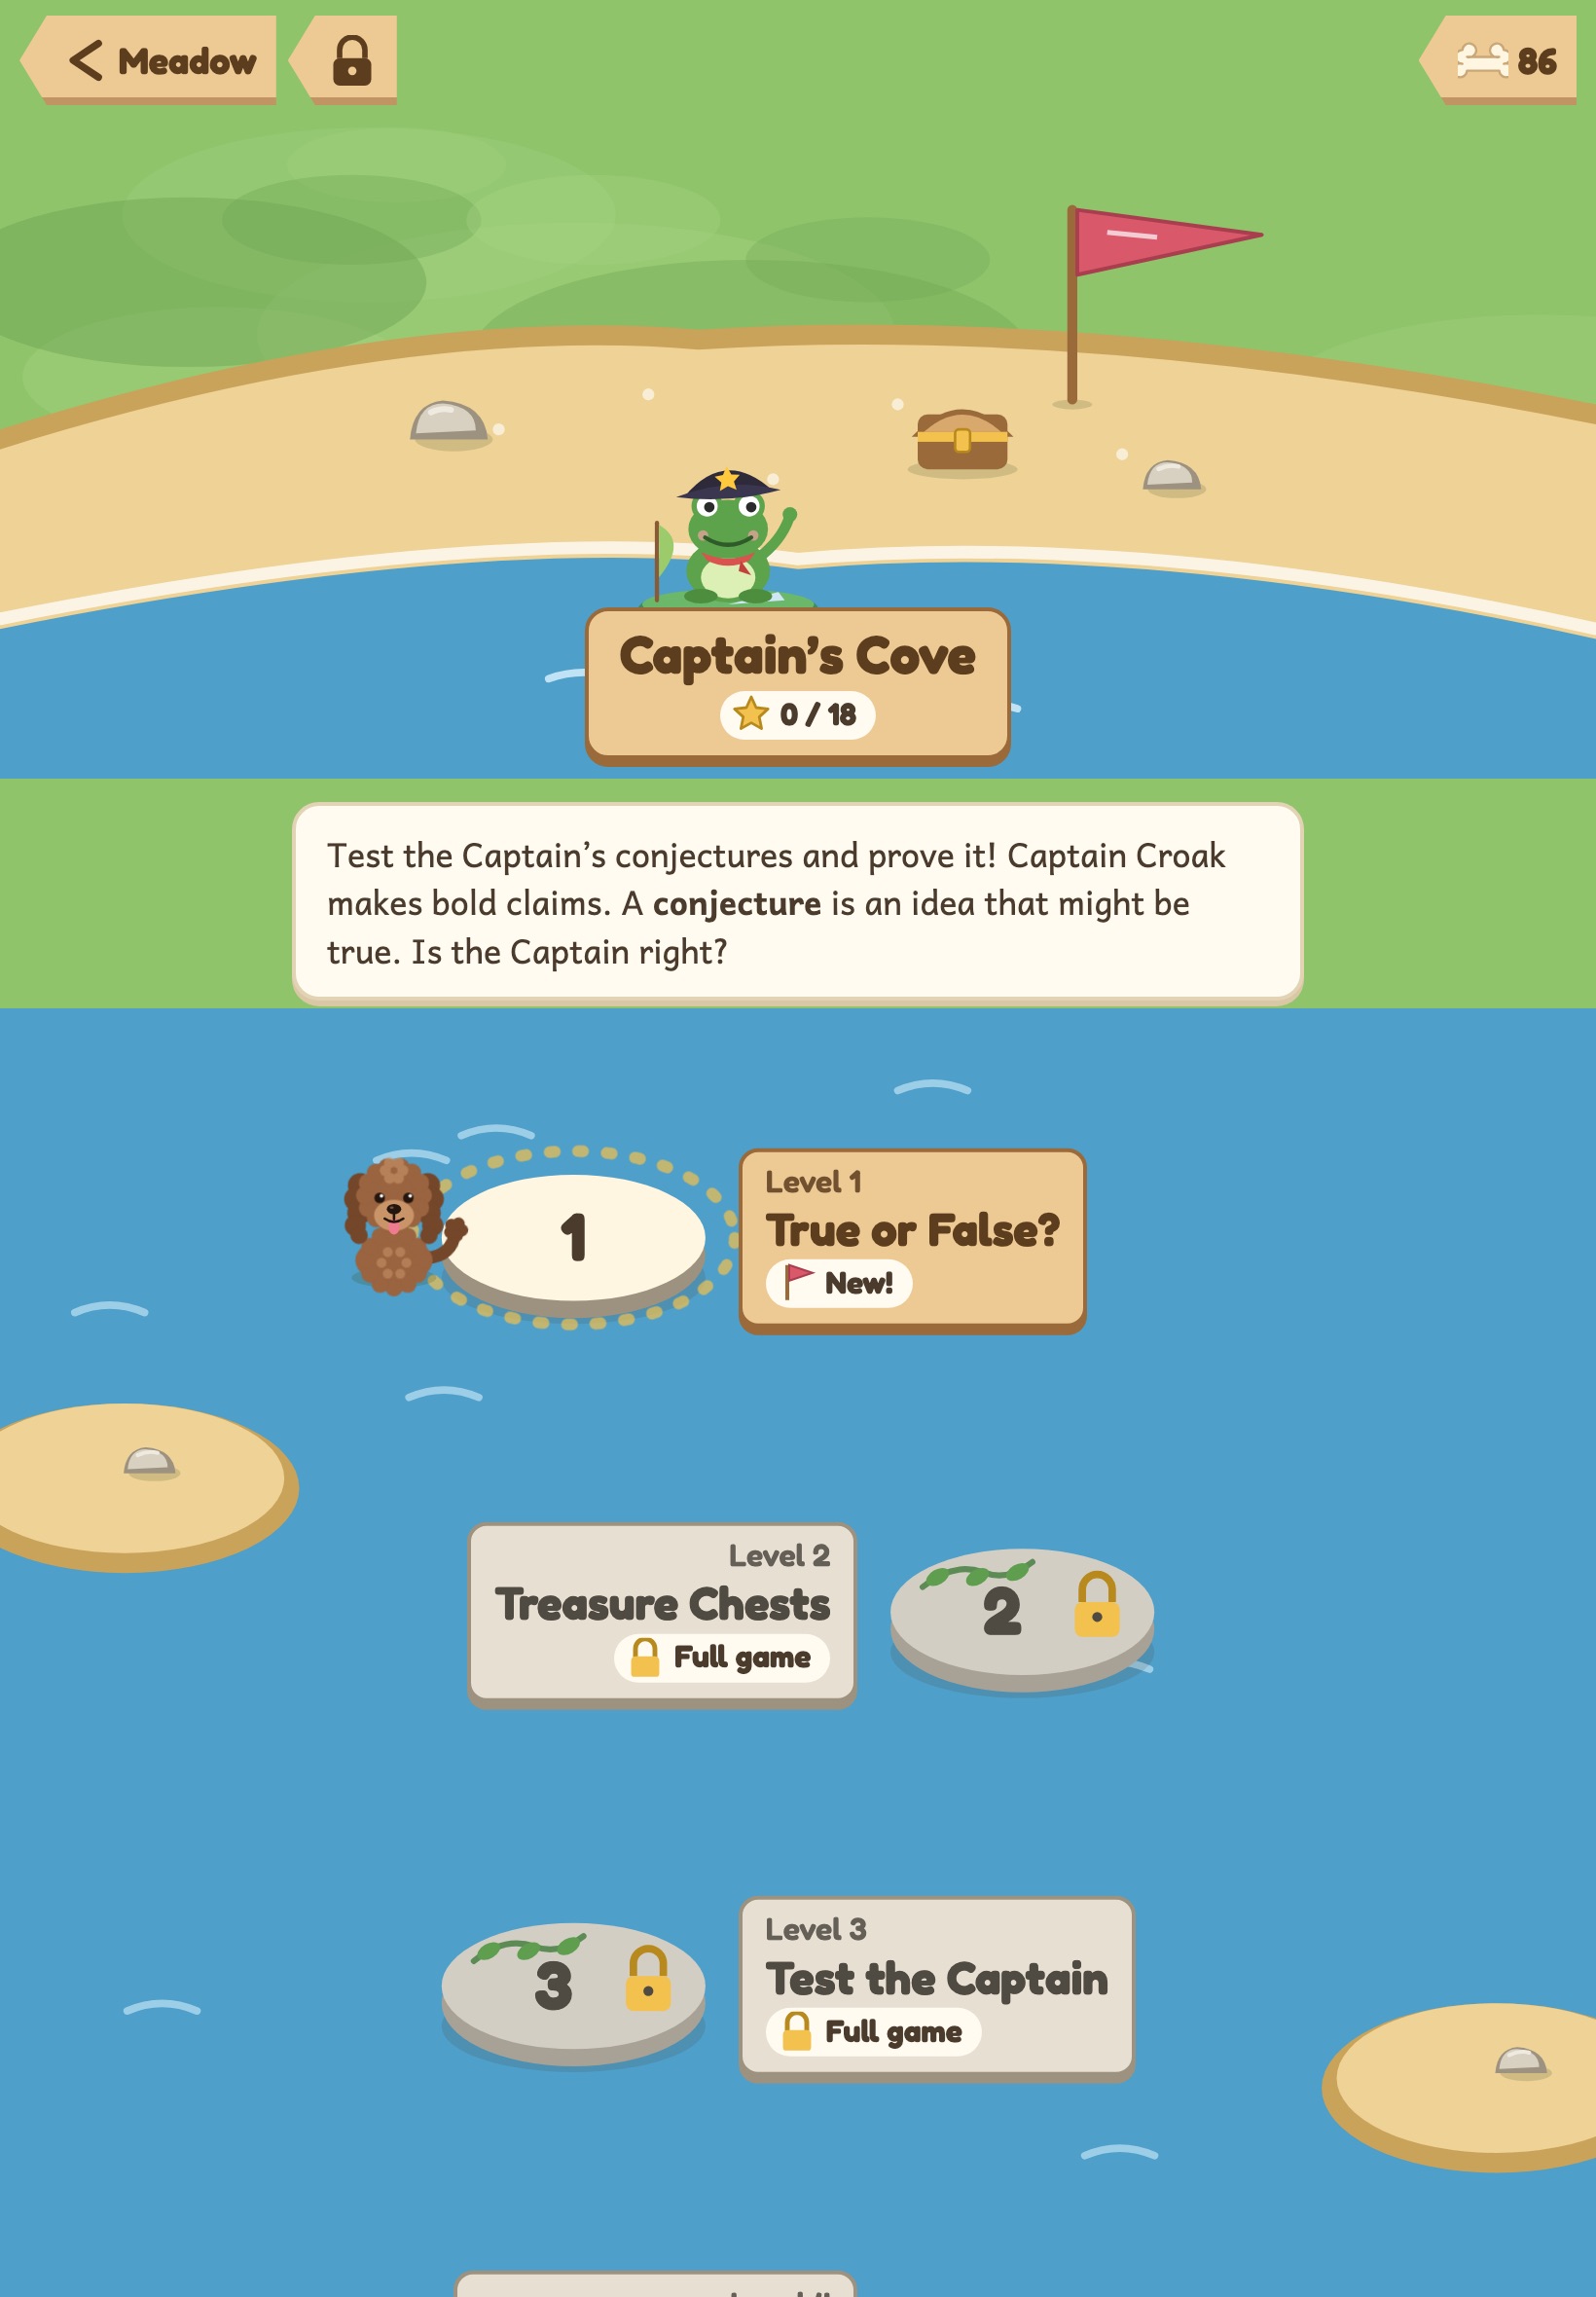 Meadow
86
Captain's Cove
0 / 18
Test the Captain's conjectures and prove it! Captain Croak
makes bold claims. A conjecture is an idea that might be
true. Is the Captain right?
1
Level 1
True or False?
New!
Level 2
Treasure Chests
Full game
2
3
Level 3
Test the Captain
Full game